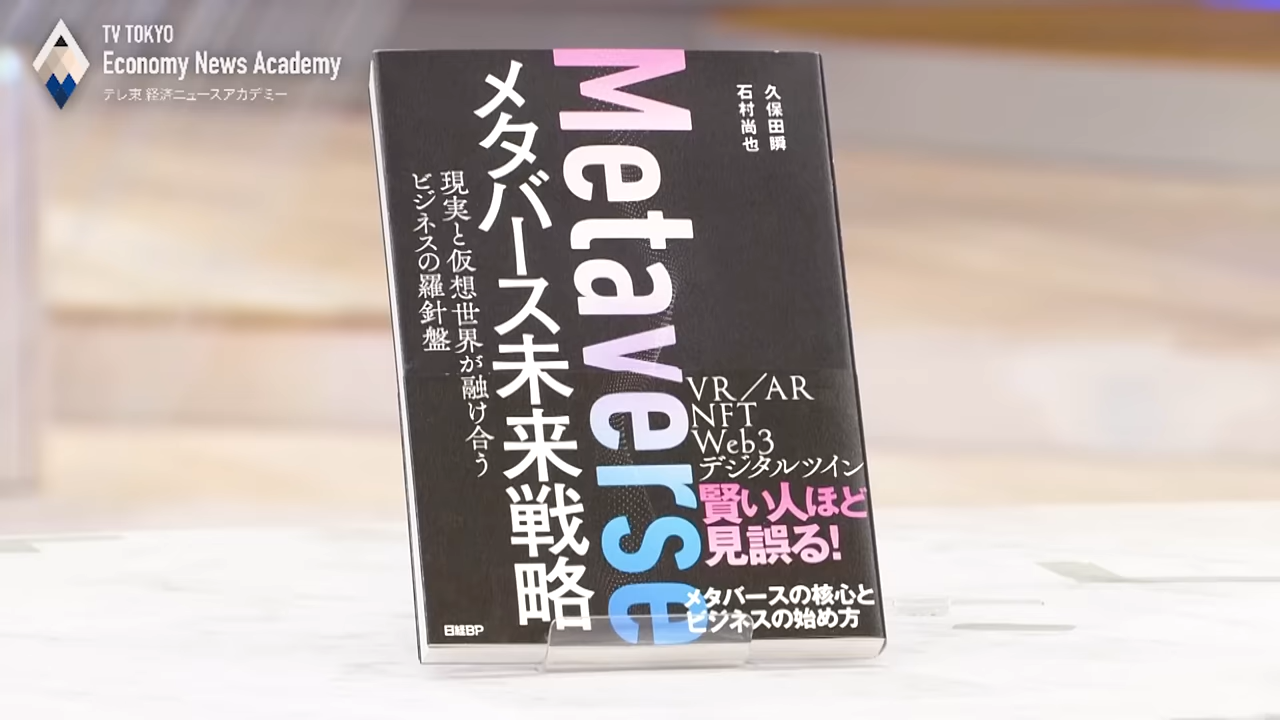 TV TOKYO
Economy News Academy
テレ東 経済ニュースアカデミー
久保田瞬
石村尚也
Metaverse
メタバース未来戦略
現実と仮想世界が融け合う
ビジネスの羅針盤
VR/AR
NFT
Web3
デジタルツイン
賢い人ほど
見誤る!
メタバースの核心と
ビジネスの始め方
日経BP